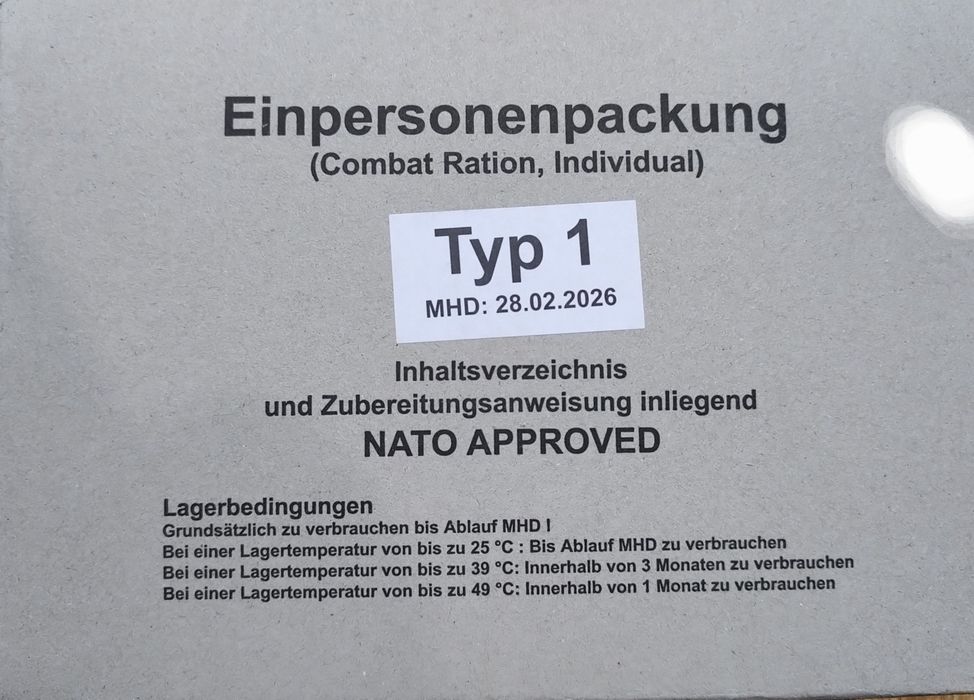 Einpersonenpackung
(Combat Ration, Individual)
Typ 1
MHD: 28.02.2026
Inhaltsverzeichnis
und Zubereitungsanweisung inliegend
NATO APPROVED
Lagerbedingungen
Grundsätzlich zu verbrauchen bis Ablauf MHD !
Bei einer Lagertemperatur von bis zu 25 °C : Bis Ablauf MHD zu verbrauchen
Bei einer Lagertemperatur von bis zu 39 °C: Innerhalb von 3 Monaten zu verbrauchen
Bei einer Lagertemperatur von bis zu 49 °C: Innerhalb von 1 Monat zu verbrauchen